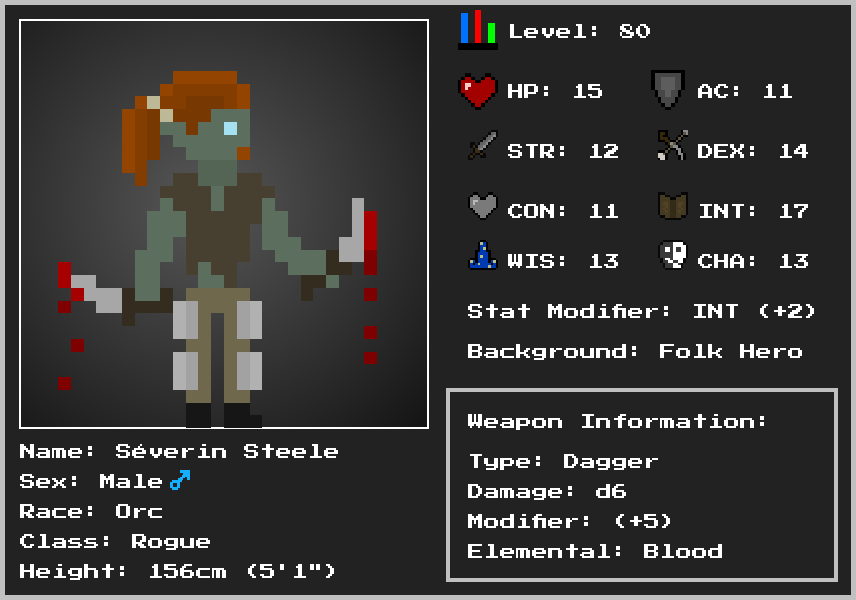 Level: 80
HP: 15 AC: 11
STR: 12 DEX: 14
CON: 11 INT: 17
WIS: 13 CHA: 13
Stat Modifier: INT (+2)
Background: Folk Hero
Weapon Information:
Type: Dagger
Damage: d6
Modifier: (+5)
Elemental: Blood
Name: Séverin Steele
Sex: Male ♂
Race: Orc
Class: Rogue
Height: 156cm (5'1")